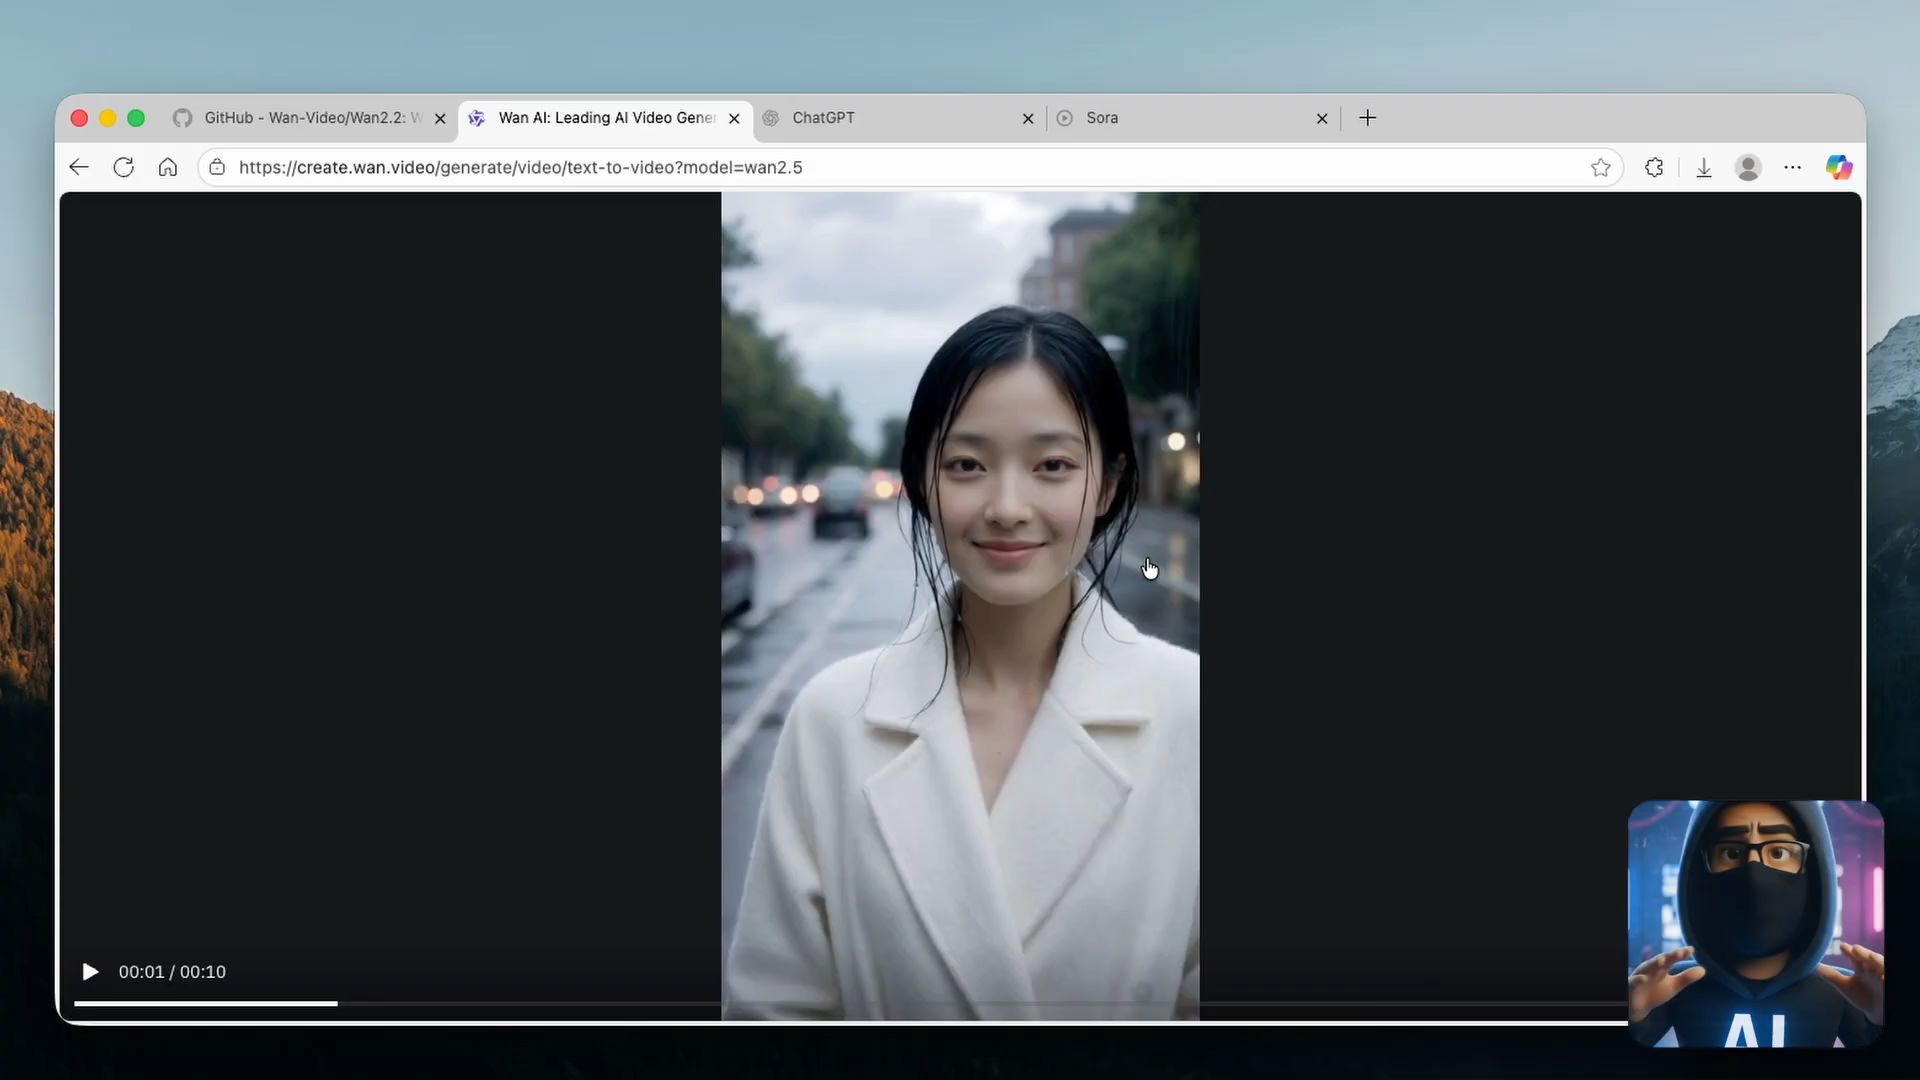 GitHub - Wan-Video/Wan2.2: W
Wan AI: Leading AI Video Gener
ChatGPT
Sora
https://create.wan.video/generate/video/text-to-video?model=wan2.5
00:01 / 00:10
AI